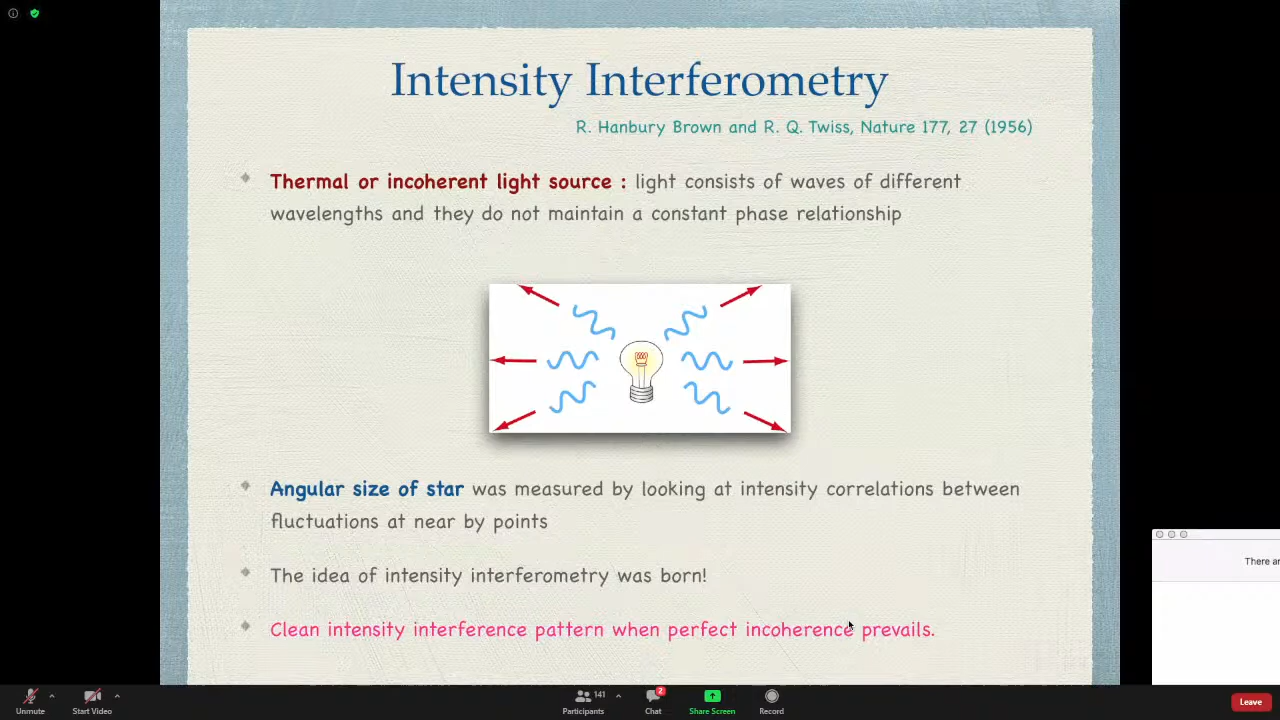 Intensity Interferometry
R. Hanbury Brown and R. Q. Twiss, Nature 177, 27 (1956)
Thermal or incoherent light source : light consists of waves of different
wavelengths and they do not maintain a constant phase relationship
Angular size of star was measured by looking at intensity correlations between
fluctuations at near by points
There ar
The idea of intensity interferometry was born!
Clean intensity interference pattern when perfect incoherence prevails.
Unmute
Start Video
Participants
141
Chat
2
Share Screen
Record
Leave